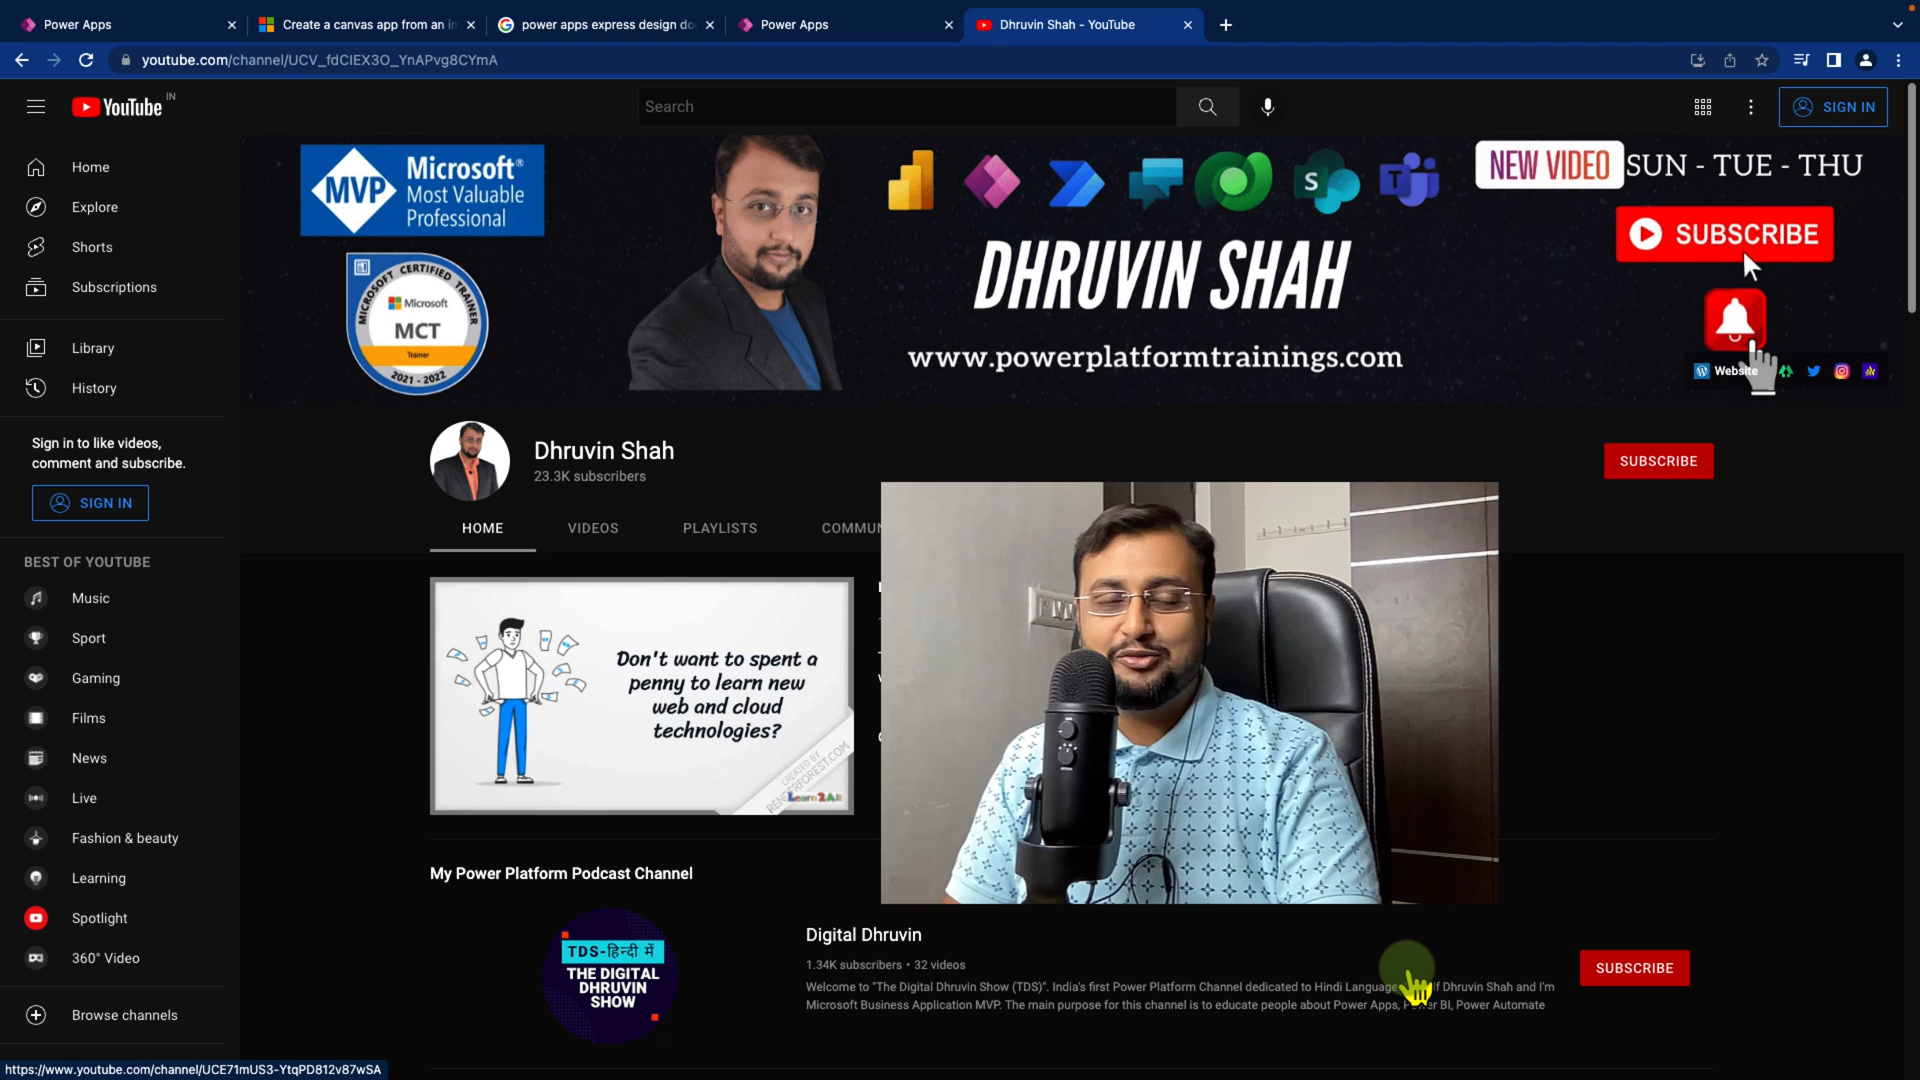 Power Apps
Create a canvas app from an in
power apps express design do
Power Apps
Dhruvin Shah - YouTube
youtube.com/channel/UCV_fdCIEX3O_YnAPvg8CYmA
YouTube IN
Search
SIGN IN
Home
Explore
Shorts
Subscriptions
Library
History
Sign in to like videos,
comment and subscribe.
SIGN IN
BEST OF YOUTUBE
Music
Sport
Gaming
Films
News
Live
Fashion & beauty
Learning
Spotlight
360° Video
Browse channels
MVP
Microsoft®
Most Valuable
Professional
MICROSOFT CERTIFIED TRAINER
Microsoft
MCT
Trainer
2021 - 2022
S
T
DHRUVIN SHAH
www.powerplatformtrainings.com
NEW VIDEO SUN - TUE - THU
SUBSCRIBE
Website
Dhruvin Shah
23.3K subscribers
SUBSCRIBE
HOME
VIDEOS
PLAYLISTS
COMMUN
Don't want to spent a
penny to learn new
web and cloud
technologies?
CREATED BY
RENDERFOREST.COM
Learn2All
My Power Platform Podcast Channel
TDS-हिन्दी में
THE DIGITAL
DHRUVIN
SHOW
Digital Dhruvin
1.34K subscribers • 32 videos
Welcome to "The Digital Dhruvin Show (TDS)". India's first Power Platform Channel dedicated to Hindi Language lf Dhruvin Shah and I'm
Microsoft Business Application MVP. The main purpose for this channel is to educate people about Power Apps, Power BI, Power Automate
SUBSCRIBE
https://www.youtube.com/channel/UCE71mUS3-YtqPD812v87wSA